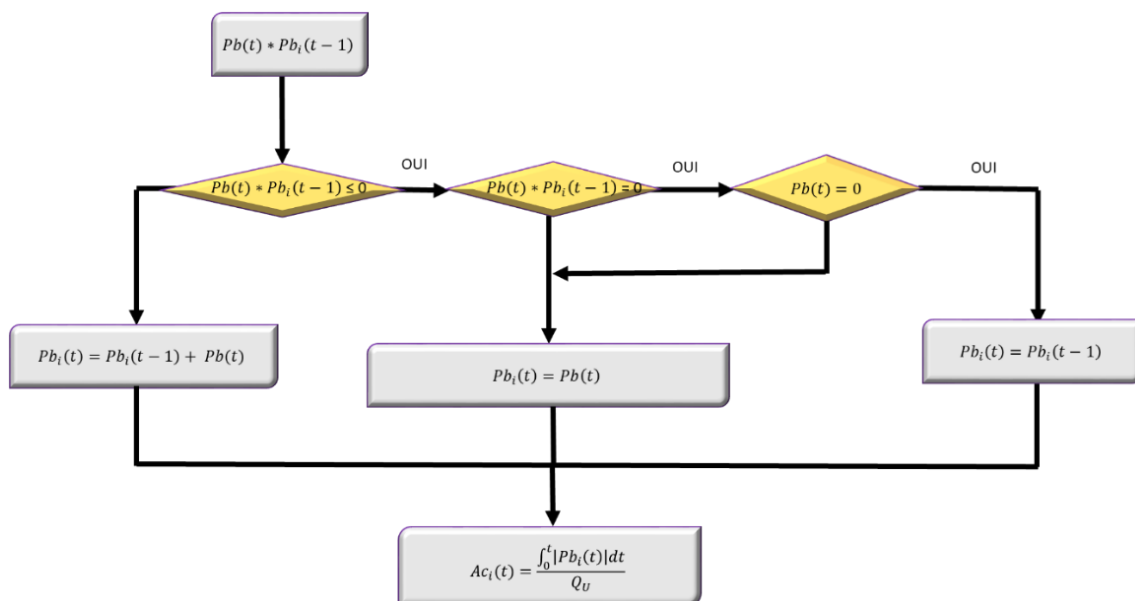 Pb(t) ∗ Pb_i(t − 1)
OUI
OUI
OUI
Pb(t) ∗ Pb_i(t − 1) ≤ 0
Pb(t) ∗ Pb_i(t − 1) = 0
Pb(t) = 0
Pb_i(t) = Pb_i(t − 1) + Pb(t)
Pb_i(t) = Pb(t)
Pb_i(t) = Pb_i(t − 1)
Ac_i(t) = ∫_0^t |Pb_i(t)|dt / Q_U